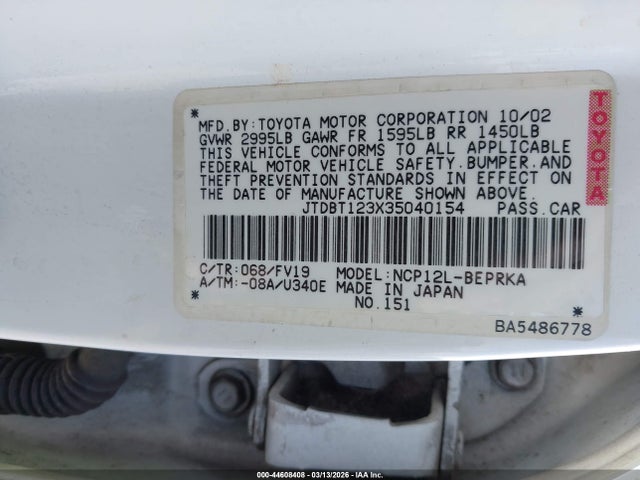 * MFD.BY:TOYOTA MOTOR CORPORATION 10/02
GVWR 2995LB GAWR FR 1595LB RR 1450LB
THIS VEHICLE CONFORMS TO ALL APPLICABLE
FEDERAL MOTOR VEHICLE SAFETY.BUMPER.AND
THEFT PREVENTION STANDARDS IN EFFECT ON
THE DATE OF MANUFACTURE SHOWN ABOVE.
JTDBT123X35040154 PASS.CAR
TOYOTA
C/TR:068/FV19 MODEL:NCP12L-BEPRKA
A/TM:-08A/U340E MADE IN JAPAN
* NO.151 *
BA5486778
000-44608408 - 03/13/2026 - IAA Inc.